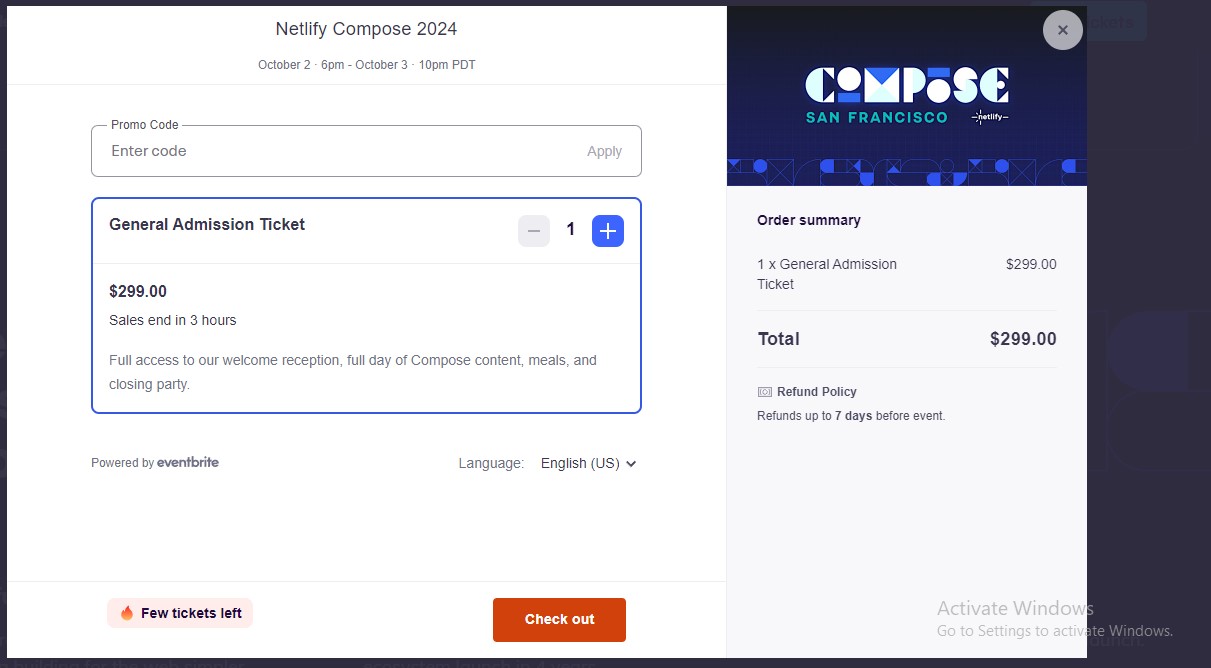 Netlify Compose 2024
October 2 · 6pm - October 3 · 10pm PDT
Promo Code
Enter code
Apply
General Admission Ticket
1
$299.00
Sales end in 3 hours
Full access to our welcome reception, full day of Compose content, meals, and
closing party.
Powered by eventbrite
Language: English (US)
🔥 Few tickets left
Check out
COMPOSE
SAN FRANCISCO
netlify
Order summary
1 x General Admission
Ticket
$299.00
Total
$299.00
Refund Policy
Refunds up to 7 days before event.
Activate Windows
Go to Settings to activate Windows.